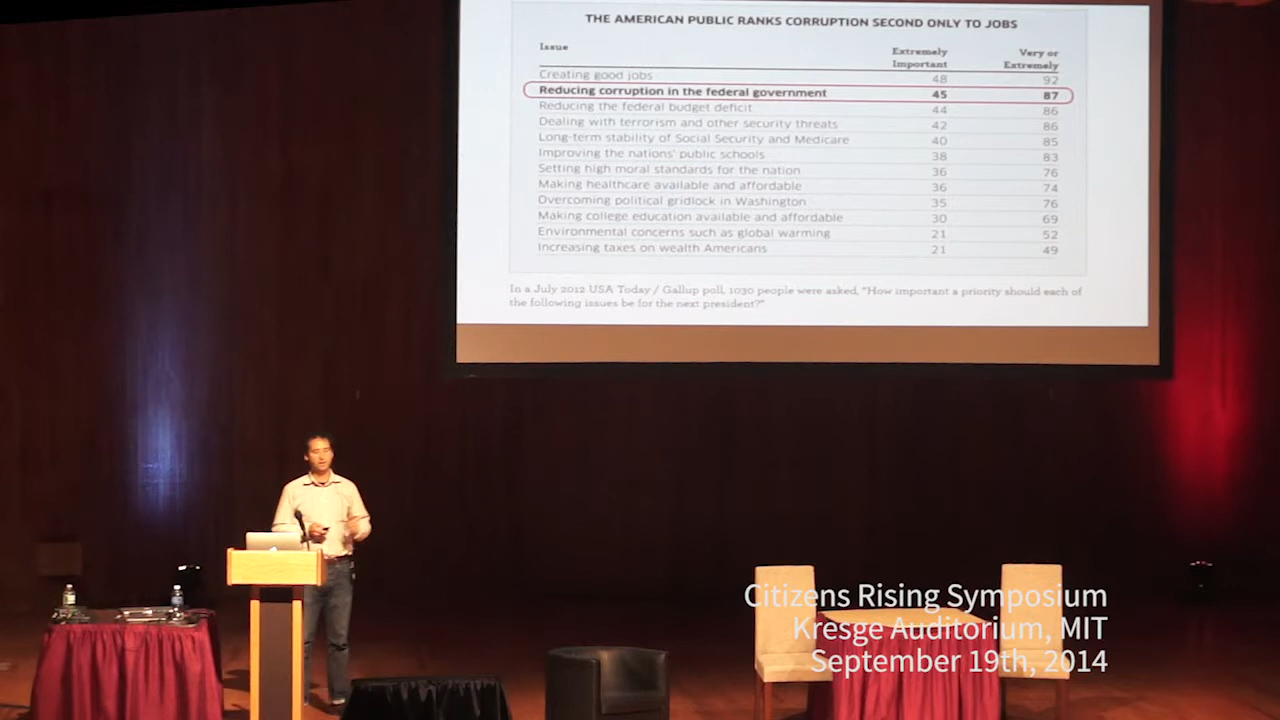 THE AMERICAN PUBLIC RANKS CORRUPTION SECOND ONLY TO JOBS
Issue Extremely Important Very or Extremely
Creating good jobs 48 92
Reducing corruption in the federal government 45 87
Reducing the federal budget deficit 44 86
Dealing with terrorism and other security threats 42 86
Long-term stability of Social Security and Medicare 40 85
Improving the nations' public schools 38 83
Setting high moral standards for the nation 36 76
Making healthcare available and affordable 36 74
Overcoming political gridlock in Washington 35 76
Making college education available and affordable 30 69
Environmental concerns such as global warming 21 52
Increasing taxes on wealth Americans 21 49
In a July 2012 USA Today / Gallup poll, 1030 people were asked, "How important a priority should each of
the following issues be for the next president?"
Citizens Rising Symposium
Kresge Auditorium, MIT
September 19th, 2014